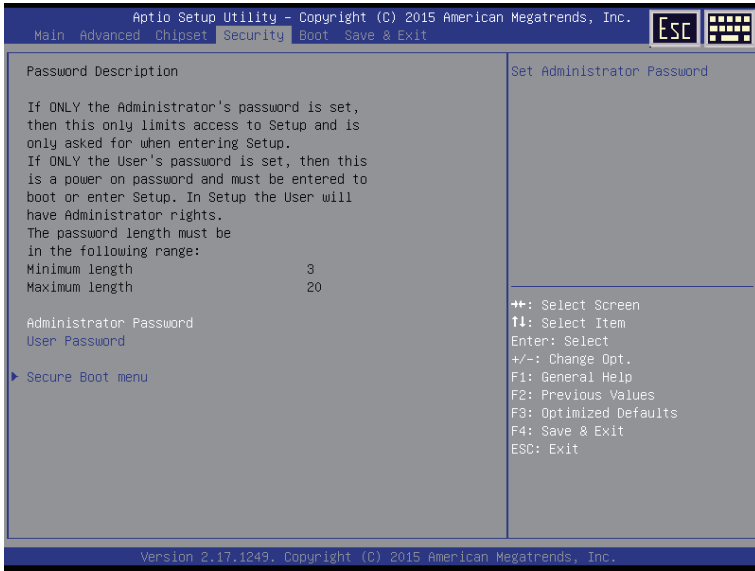 Aptio Setup Utility – Copyright (C) 2015 American Megatrends, Inc.
Main Advanced Chipset Security Boot Save & Exit
Esc
Password Description
If ONLY the Administrator's password is set,
then this only limits access to Setup and is
only asked for when entering Setup.
If ONLY the User's password is set, then this
is a power on password and must be entered to
boot or enter Setup. In Setup the User will
have Administrator rights.
The password length must be
in the following range:
Minimum length 3
Maximum length 20
Administrator Password
User Password
Secure Boot menu
Set Administrator Password
→←: Select Screen
↑↓: Select Item
Enter: Select
+/-: Change Opt.
F1: General Help
F2: Previous Values
F3: Optimized Defaults
F4: Save & Exit
ESC: Exit
Version 2.17.1249. Copyright (C) 2015 American Megatrends, Inc.